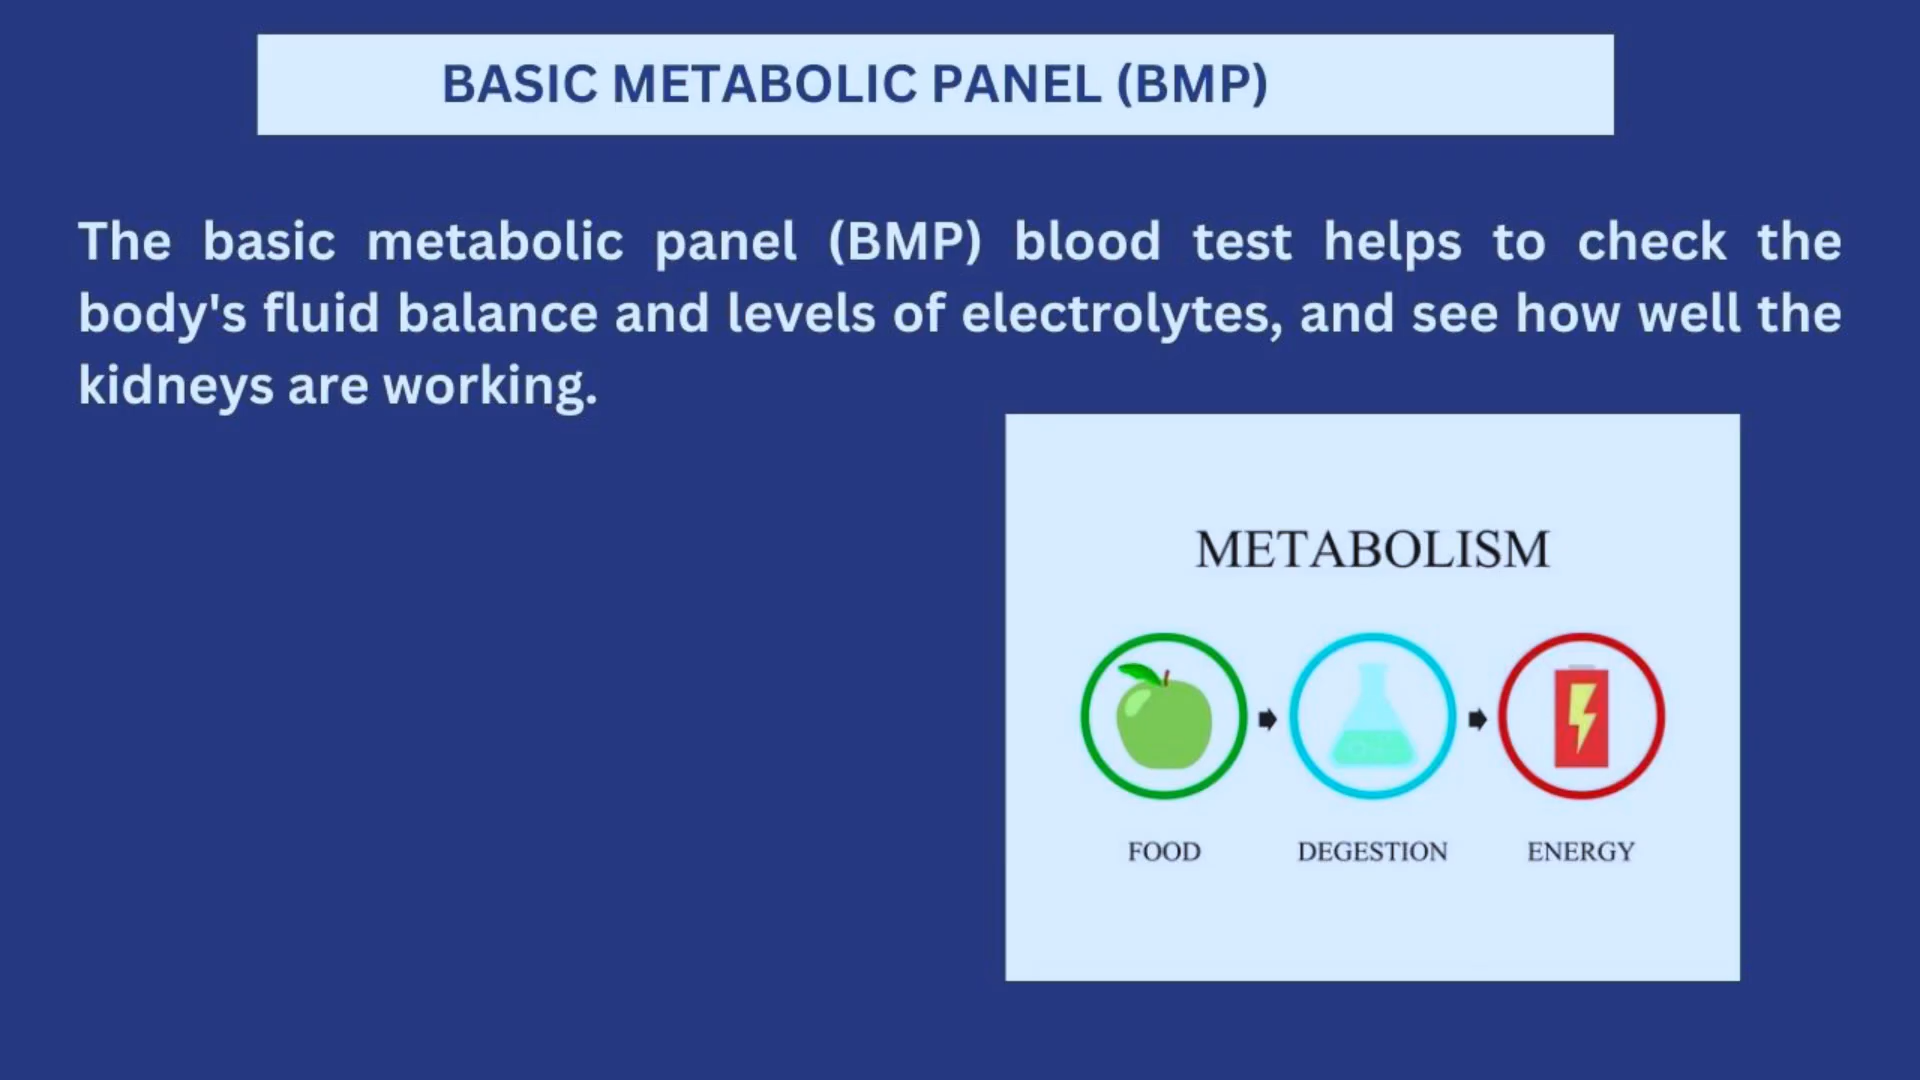 BASIC METABOLIC PANEL (BMP)
The basic metabolic panel (BMP) blood test helps to check the
body's fluid balance and levels of electrolytes, and see how well the
kidneys are working.
METABOLISM
FOOD DEGESTION ENERGY